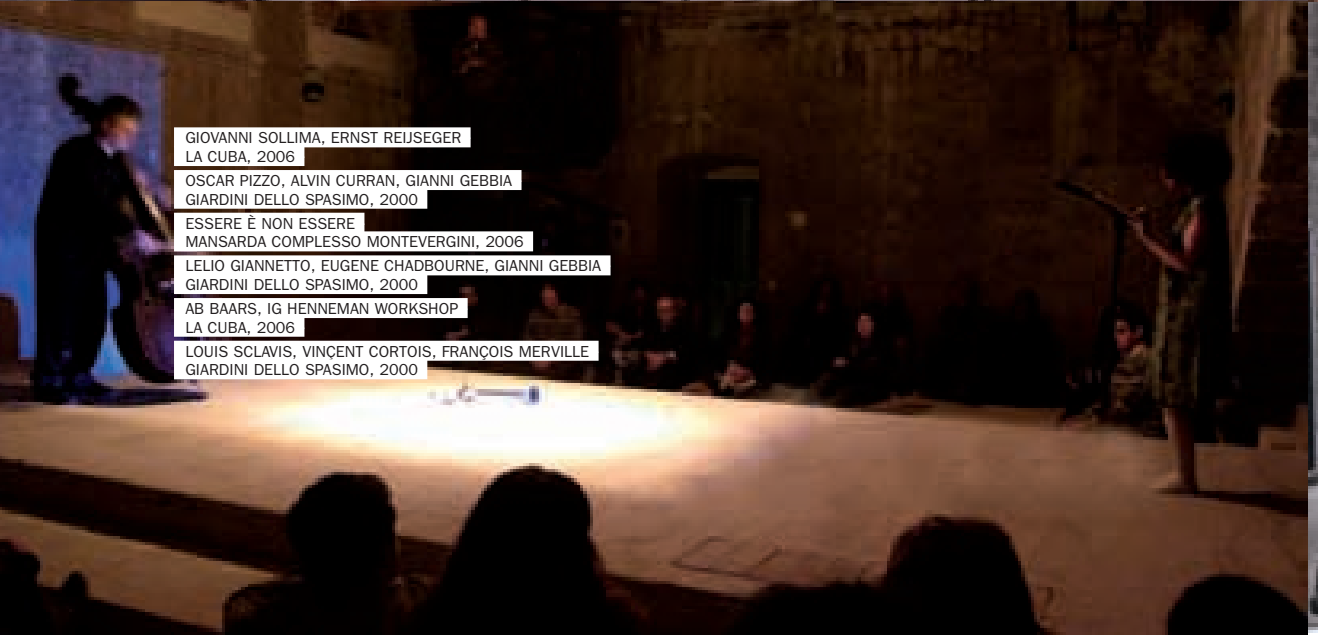 GIOVANNI SOLLIMA, ERNST REIJSEGER
LA CUBA, 2006
OSCAR PIZZO, ALVIN CURRAN, GIANNI GEBBIA
GIARDINI DELLO SPASIMO, 2000
ESSERE È NON ESSERE
MANSARDA COMPLESSO MONTEVERGINI, 2006
LELIO GIANNETTO, EUGENE CHADBOURNE, GIANNI GEBBIA
GIARDINI DELLO SPASIMO, 2000
AB BAARS, IG HENNEMAN WORKSHOP
LA CUBA, 2006
LOUIS SCLAVIS, VINÇENT CORTOIS, FRANÇOIS MERVILLE
GIARDINI DELLO SPASIMO, 2000